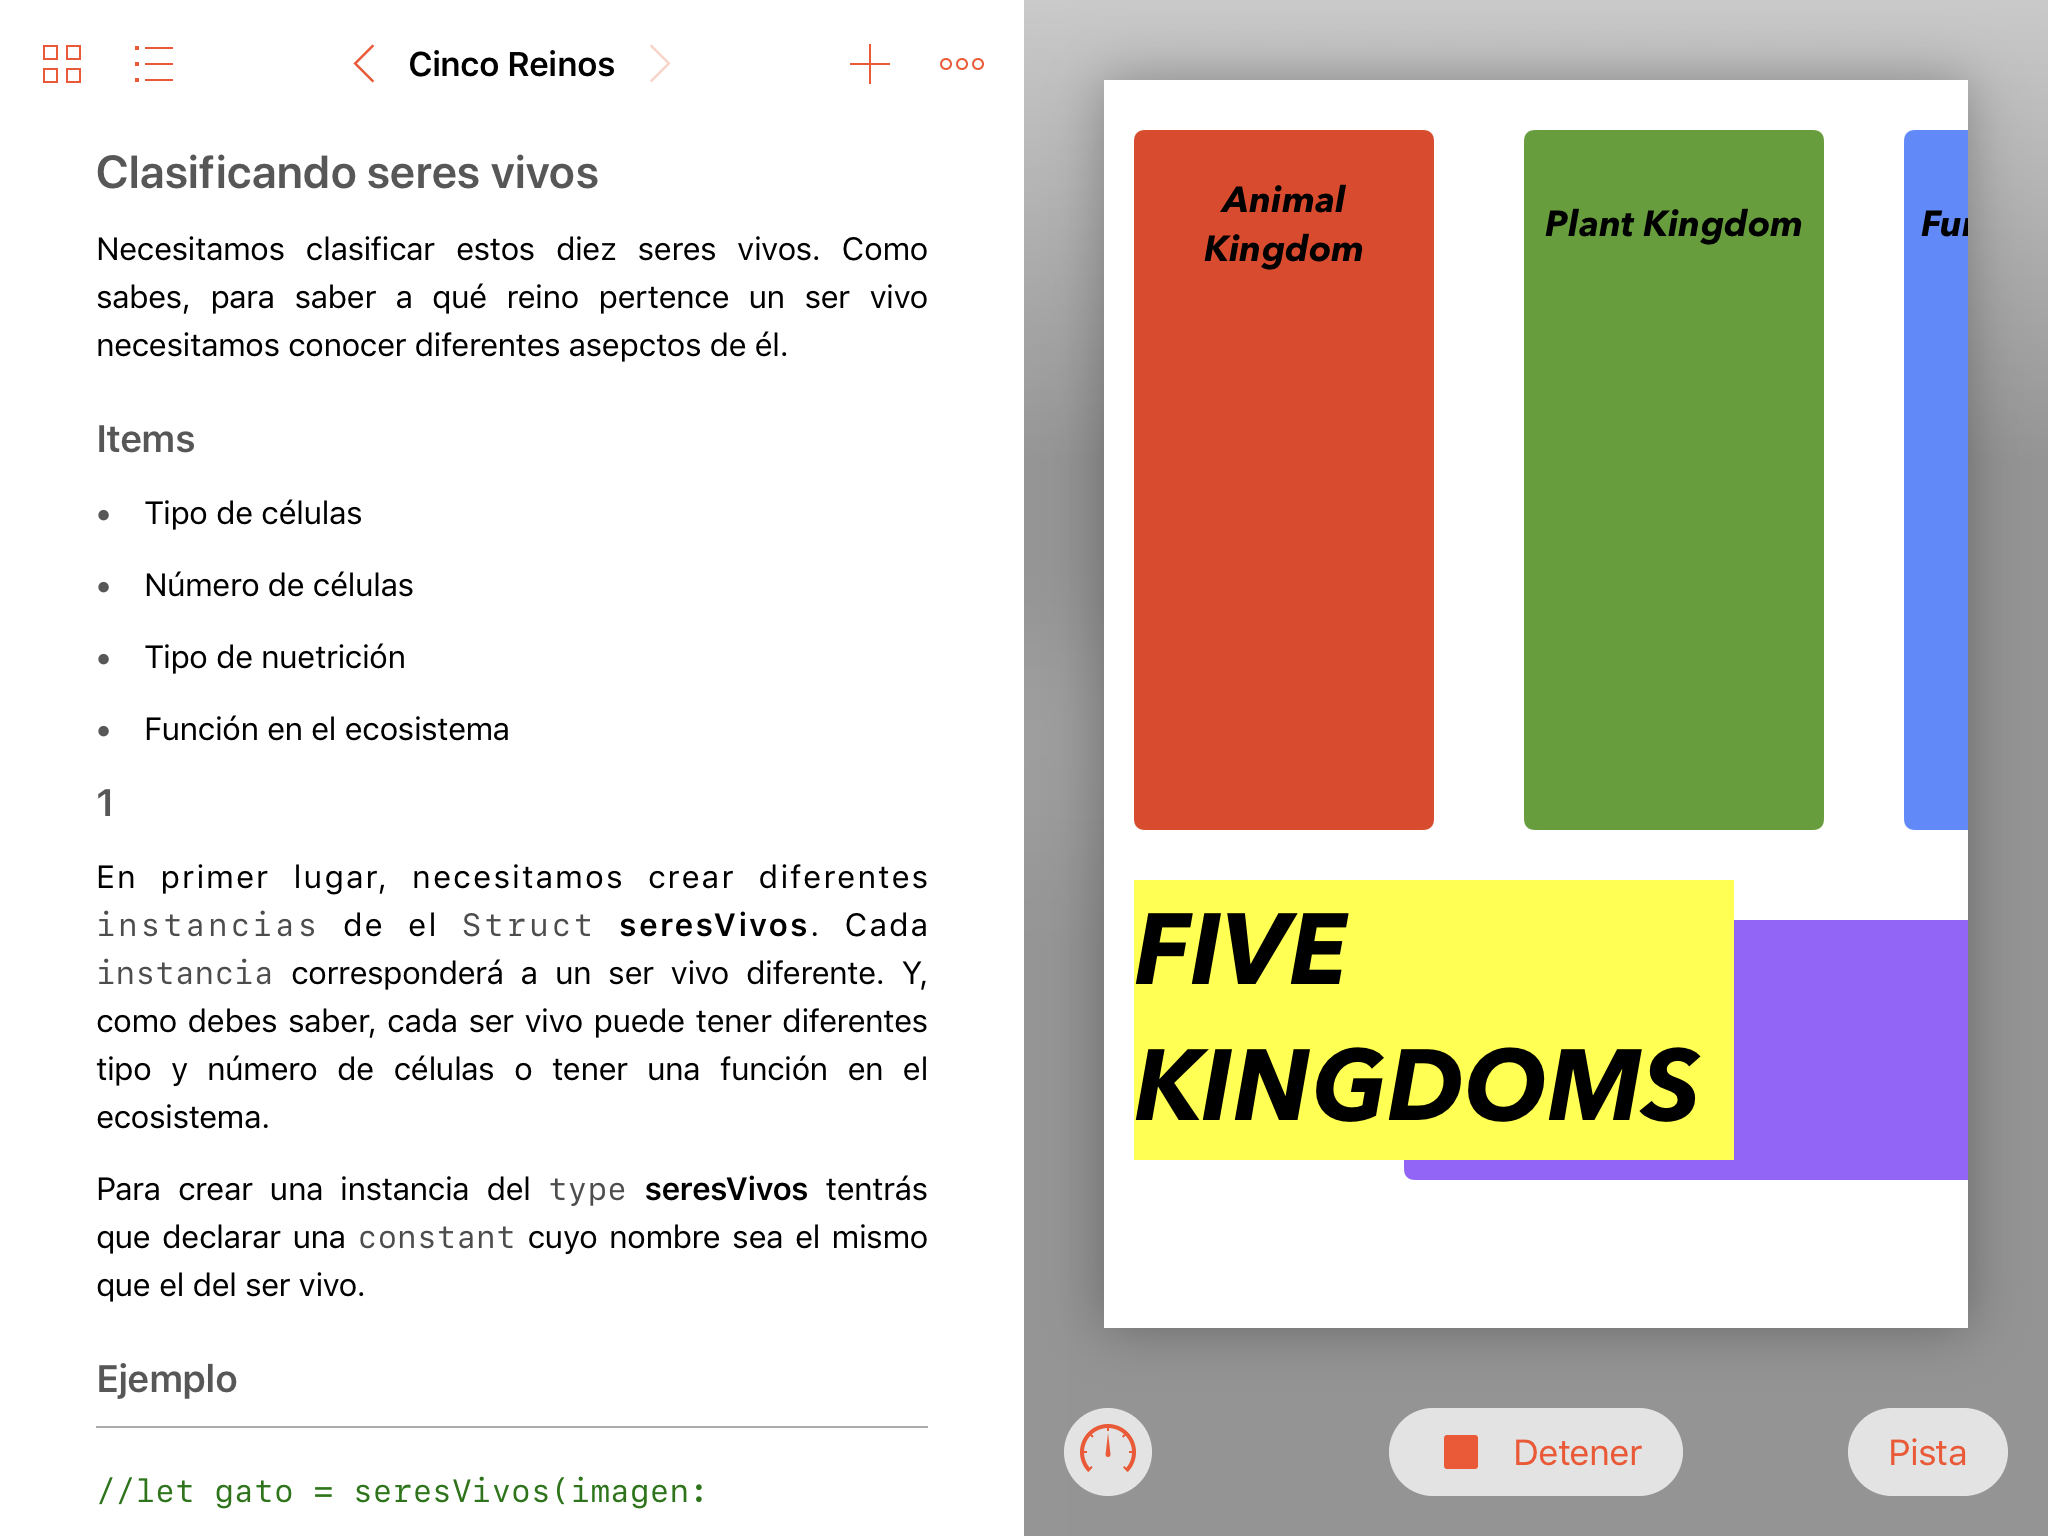 Cinco Reinos
Clasificando seres vivos
Necesitamos clasificar estos diez seres vivos. Como
sabes, para saber a qué reino pertence un ser vivo
necesitamos conocer diferentes asepctos de él.
Items
• Tipo de células
• Número de células
• Tipo de nuetrición
• Función en el ecosistema
1
En primer lugar, necesitamos crear diferentes
instancias de el Struct seresVivos. Cada
instancia corresponderá a un ser vivo diferente. Y,
como debes saber, cada ser vivo puede tener diferentes
tipo y número de células o tener una función en el
ecosistema.
Para crear una instancia del type seresVivos tentrás
que declarar una constant cuyo nombre sea el mismo
que el del ser vivo.
Ejemplo
//let gato = seresVivos(imagen:
Animal
Kingdom
Plant Kingdom
FIVE
KINGDOMS
Detener
Pista